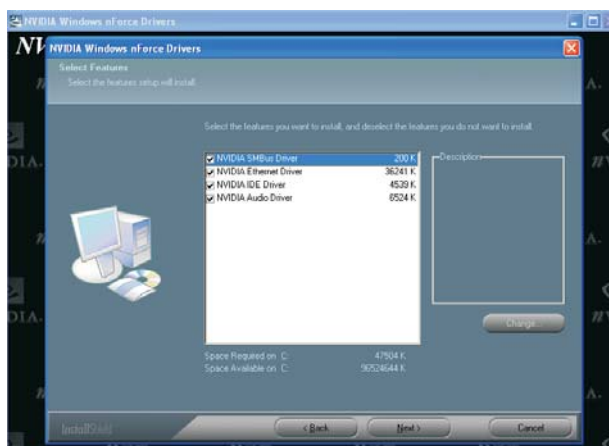 NVIDIA Windows nForce Drivers
NVIDIA Windows nForce Drivers
Select Features
Select the features setup will install.
Select the features you want to install, and deselect the features you do not want to install.
NVIDIA SMBus Driver 200 K
NVIDIA Ethernet Driver 36241 K
NVIDIA IDE Driver 4539 K
NVIDIA Audio Driver 6524 K
Description
Change...
Space Required on C: 47504 K
Space Available on C: 96524644 K
InstallShield
< Back
Next >
Cancel